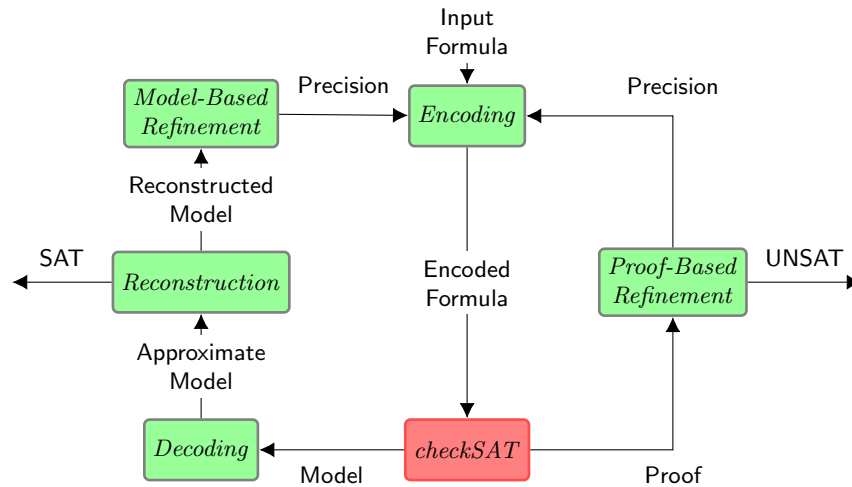 Input
Formula
Precision
Precision
Model-Based
Refinement
Encoding
Reconstructed
Model
SAT
Encoded
Formula
UNSAT
Reconstruction
Proof-Based
Refinement
Approximate
Model
Decoding
checkSAT
Model
Proof